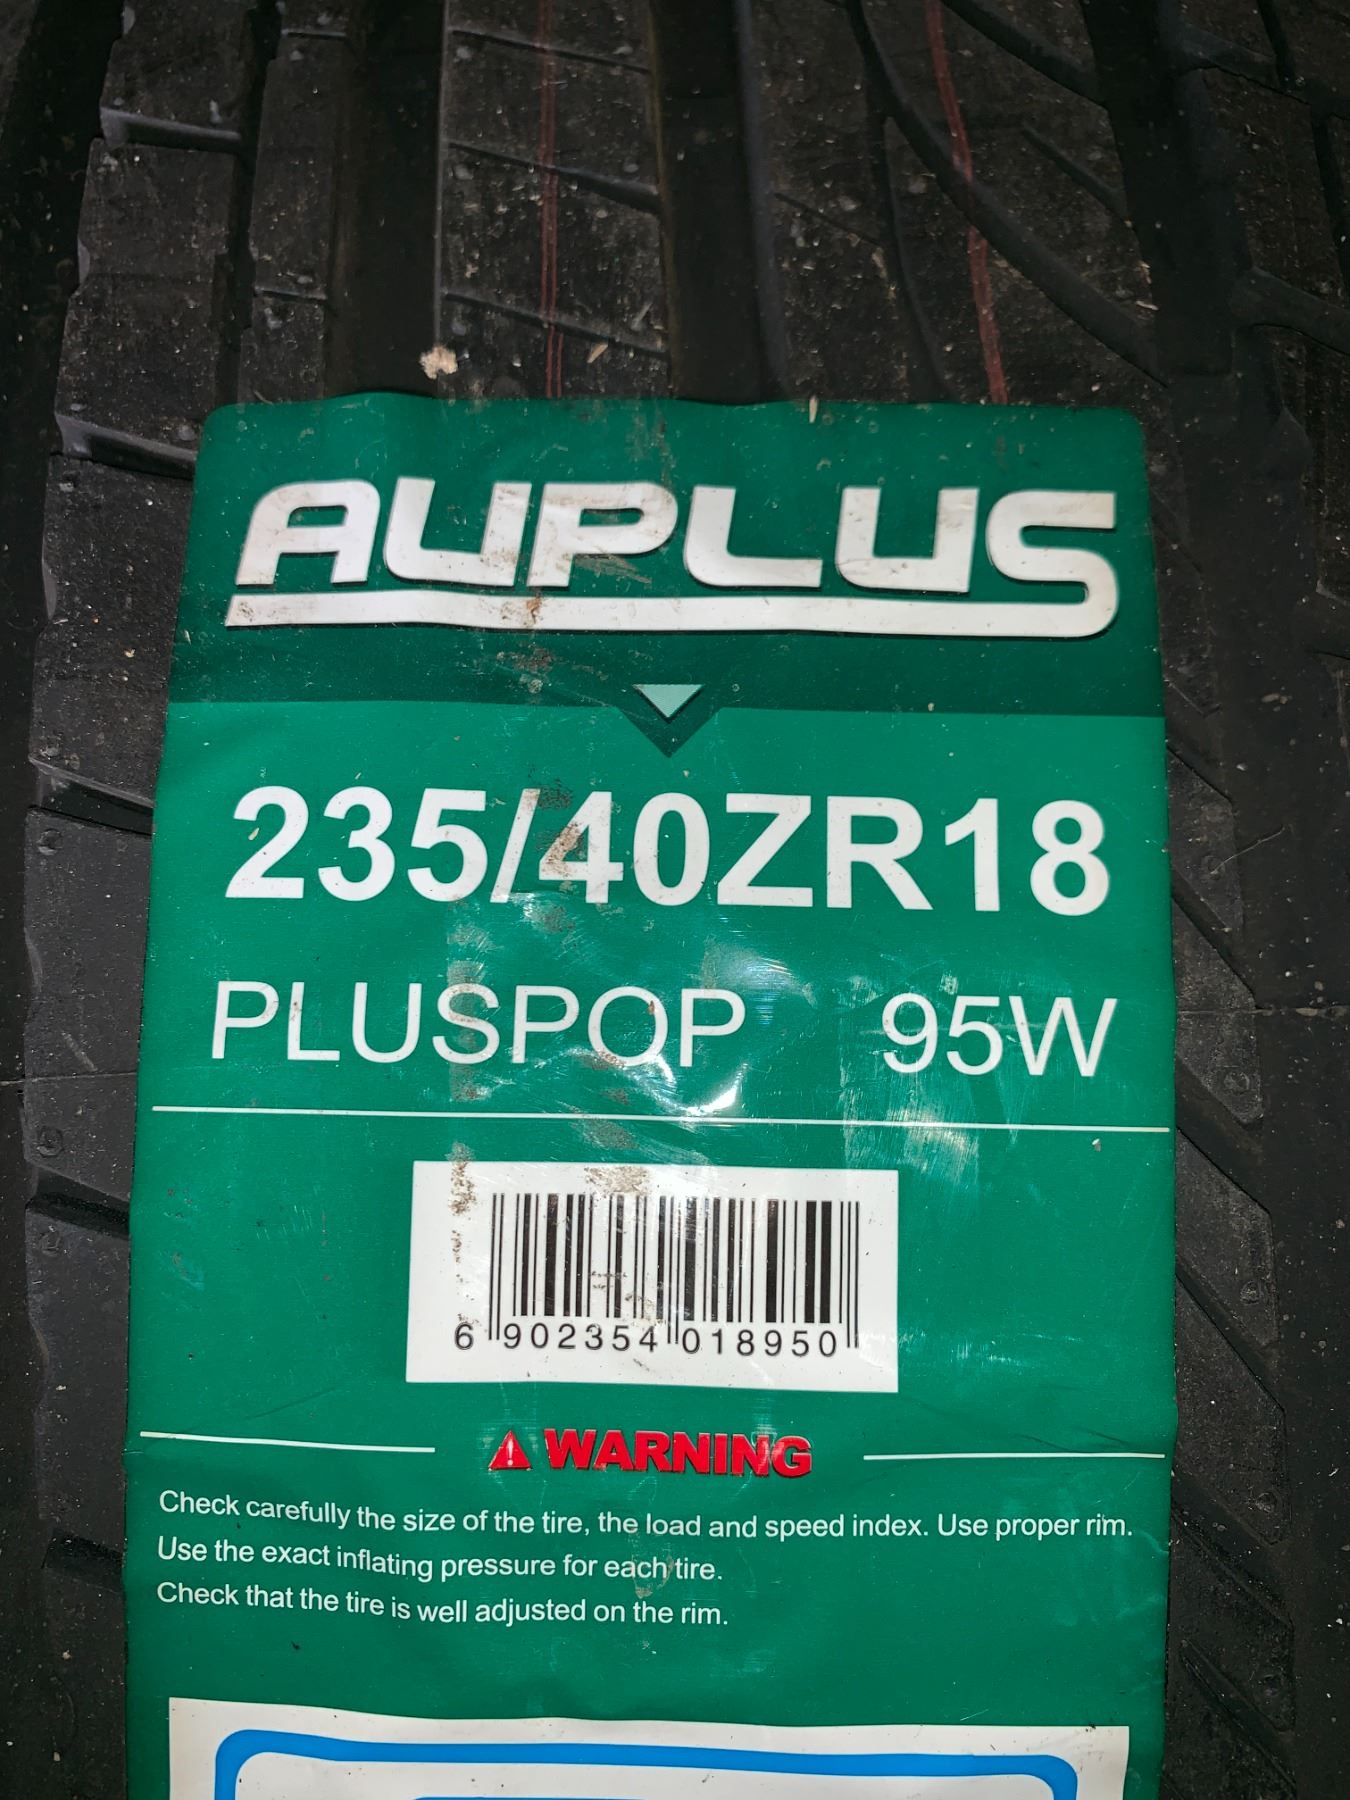 AUPLUS
235/40ZR18
PLUSPOP 95W
6 902354 018950
WARNING
Check carefully the size of the tire, the load and speed index. Use proper rim.
Use the exact inflating pressure for each tire.
Check that the tire is well adjusted on the rim.